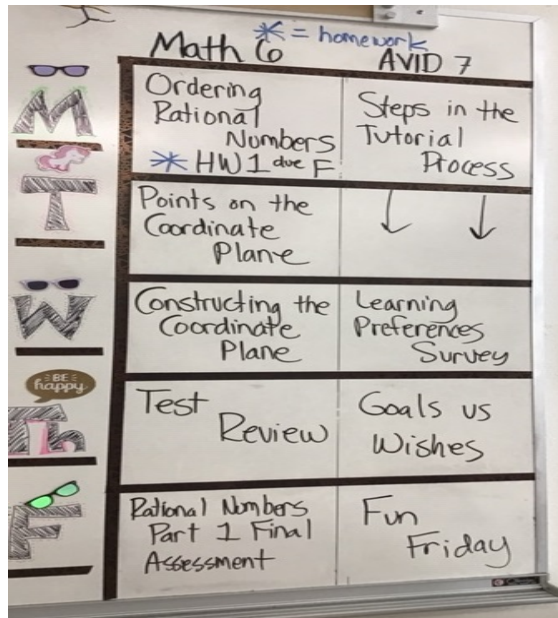 * = homework
Math 6
AVID 7
M
Ordering
Rational
Numbers
* HW1 due F
Steps in the
Tutorial
Process
T
Points on the
Coordinate
Plane
↓ ↓
W
Constructing the
Coordinate
Plane
Learning
Preferences
Survey
BE
happy
Th
Test
Review
Goals vs
Wishes
F
Rational Numbers
Part 1 Final
Assessment
Fun
Friday